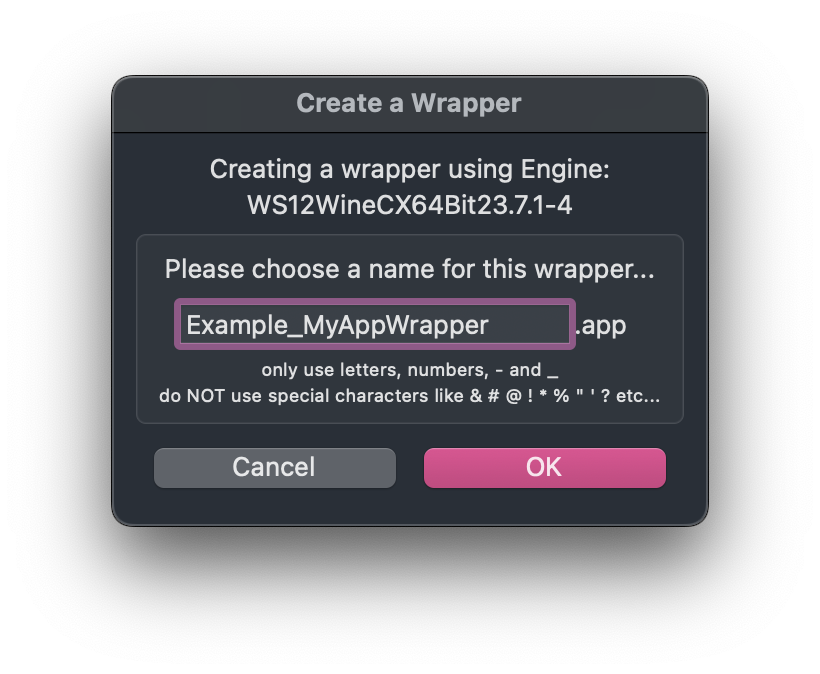 Create a Wrapper
Creating a wrapper using Engine:
WS12WineCX64Bit23.7.1-4
Please choose a name for this wrapper...
Example_MyAppWrapper .app
only use letters, numbers, - and _
do NOT use special characters like & # @ ! * % " ' ? etc...
Cancel OK